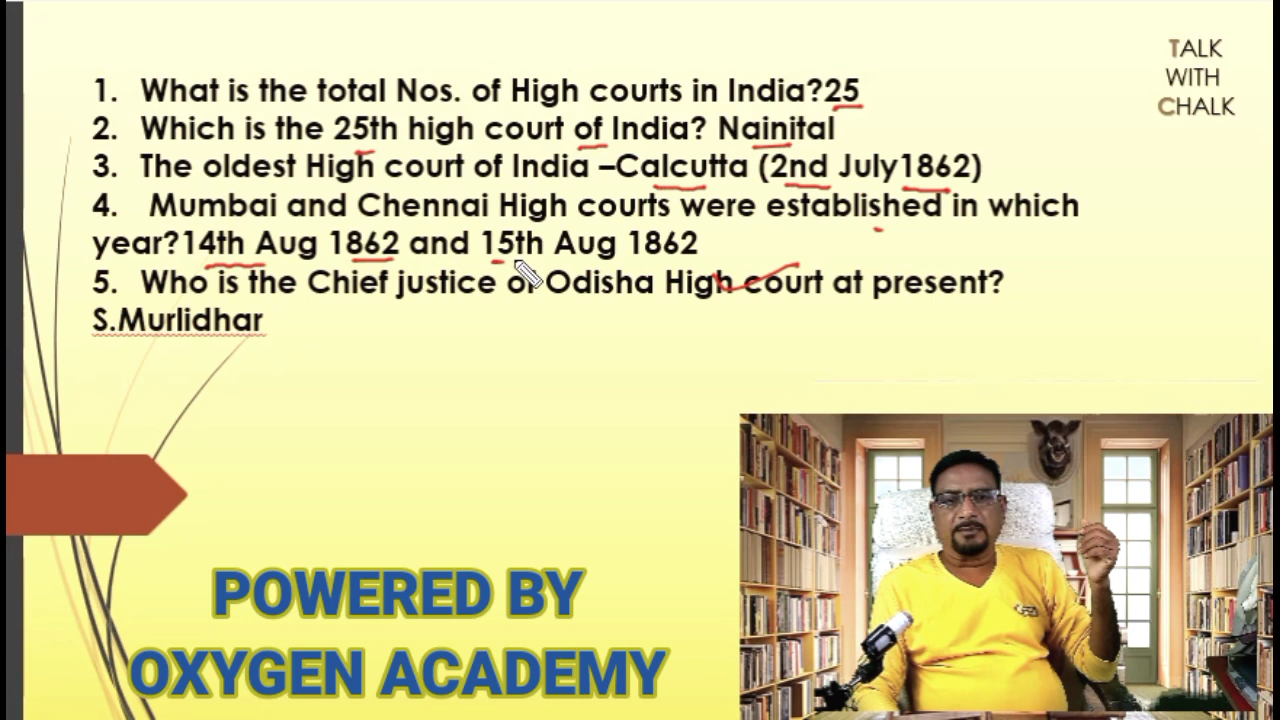 TALK
WITH
CHALK
1. What is the total Nos. of High courts in India?25
2. Which is the 25th high court of India? Nainital
3. The oldest High court of India –Calcutta (2nd July1862)
4. Mumbai and Chennai High courts were established in which
year?14th Aug 1862 and 15th Aug 1862
5. Who is the Chief justice of Odisha High court at present?
S.Murlidhar
POWERED BY
OXYGEN ACADEMY